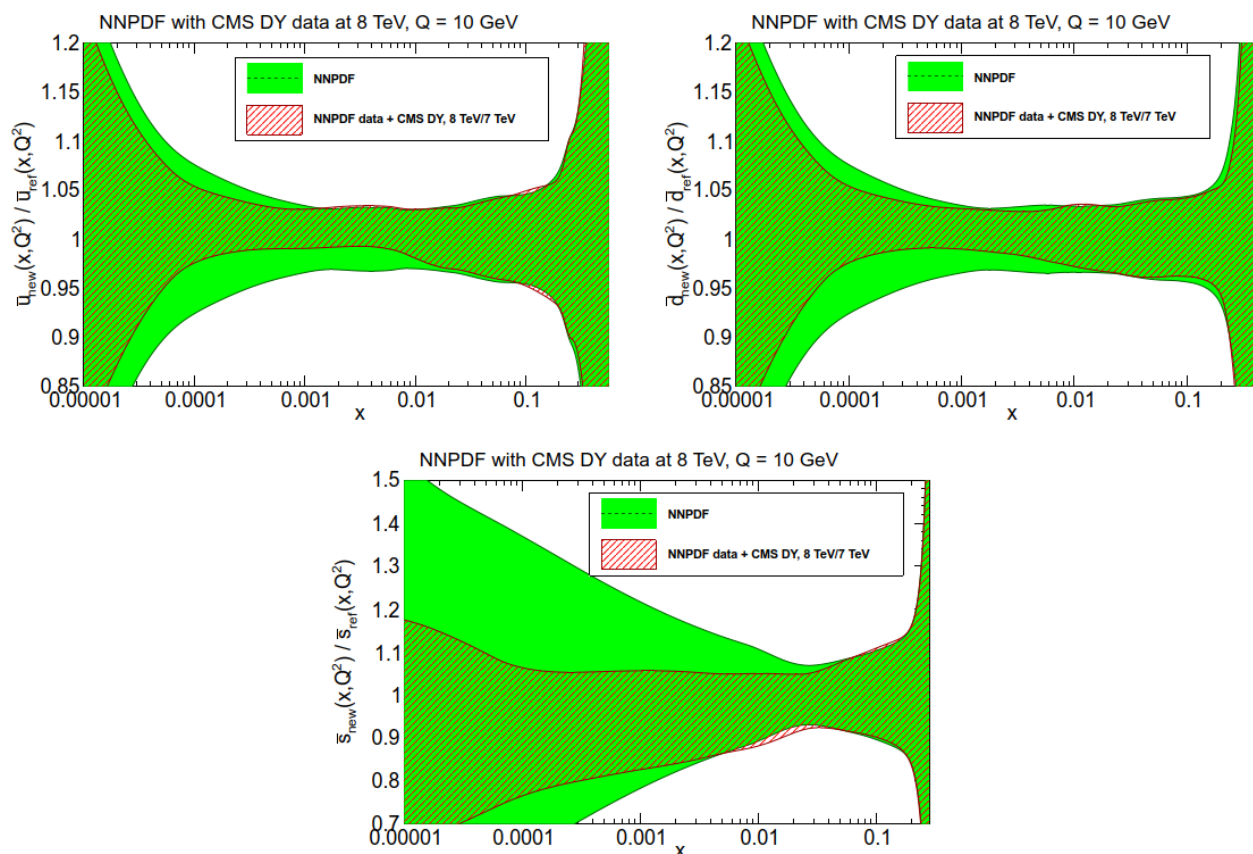 NNPDF with CMS DY data at 8 TeV, Q = 10 GeV
1.2
1.15
1.1
1.05
1
0.95
0.9
0.85
u̅new(x,Q²) / u̅ref(x,Q²)
NNPDF
NNPDF data + CMS DY, 8 TeV/7 TeV
0.00001 0.0001 0.001 0.01 0.1
x
NNPDF with CMS DY data at 8 TeV, Q = 10 GeV
1.2
1.15
1.1
1.05
1
0.95
0.9
0.85
d̅new(x,Q²) / d̅ref(x,Q²)
NNPDF
NNPDF data + CMS DY, 8 TeV/7 TeV
0.00001 0.0001 0.001 0.01 0.1
x
NNPDF with CMS DY data at 8 TeV, Q = 10 GeV
1.5
1.4
1.3
1.2
1.1
1
0.9
0.8
0.7
s̅new(x,Q²) / s̅ref(x,Q²)
NNPDF
NNPDF data + CMS DY, 8 TeV/7 TeV
0.00001 0.0001 0.001 0.01 0.1
x